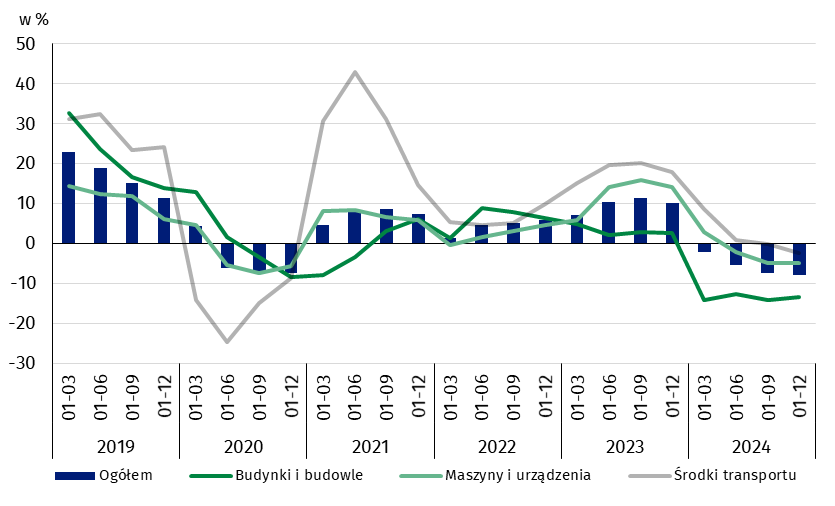 w %
50
40
30
20
10
0
-10
-20
-30
01-03 01-06 01-09 01-12 01-03 01-06 01-09 01-12 01-03 01-06 01-09 01-12 01-03 01-06 01-09 01-12 01-03 01-06 01-09 01-12 01-03 01-06 01-09 01-12
2019 2020 2021 2022 2023 2024
Ogółem Budynki i budowle Maszyny i urządzenia Środki transportu